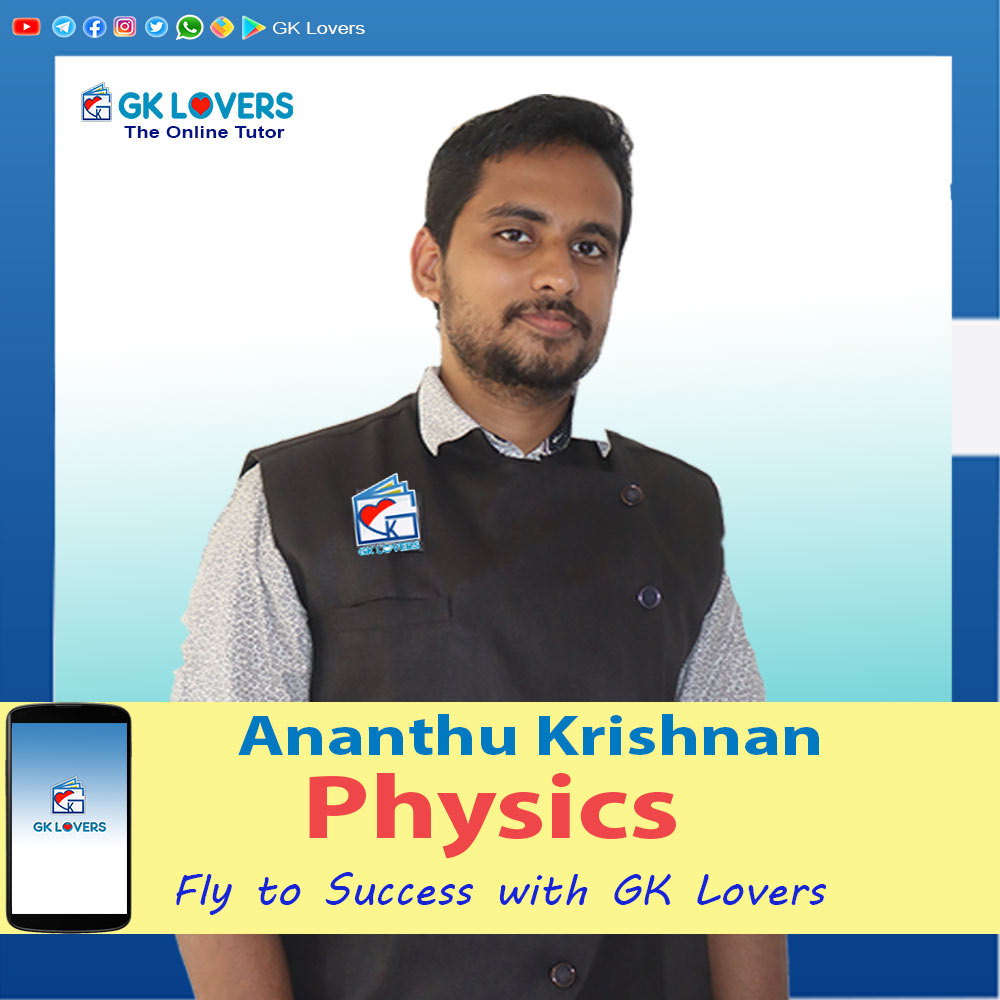 GK Lovers
GK LOVERS
The Online Tutor
K
K
GK LOVERS
Ananthu Krishnan
Physics
K
GK LOVERS
Fly to Success with GK Lovers